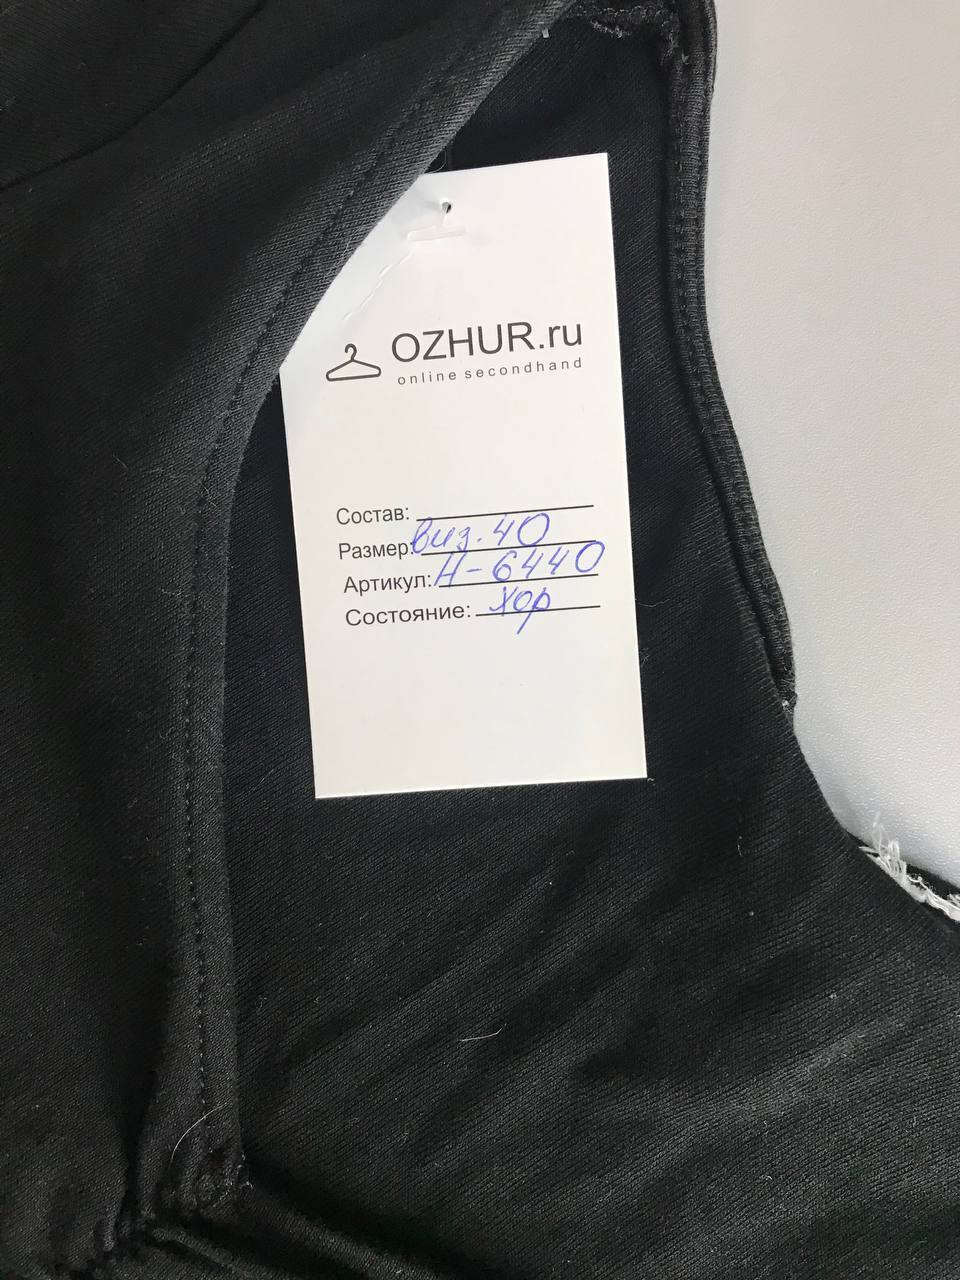 OZHUR.ru
online secondhand
Состав:
Размер: виз. 40
Артикул: Н-6440
Состояние: хор